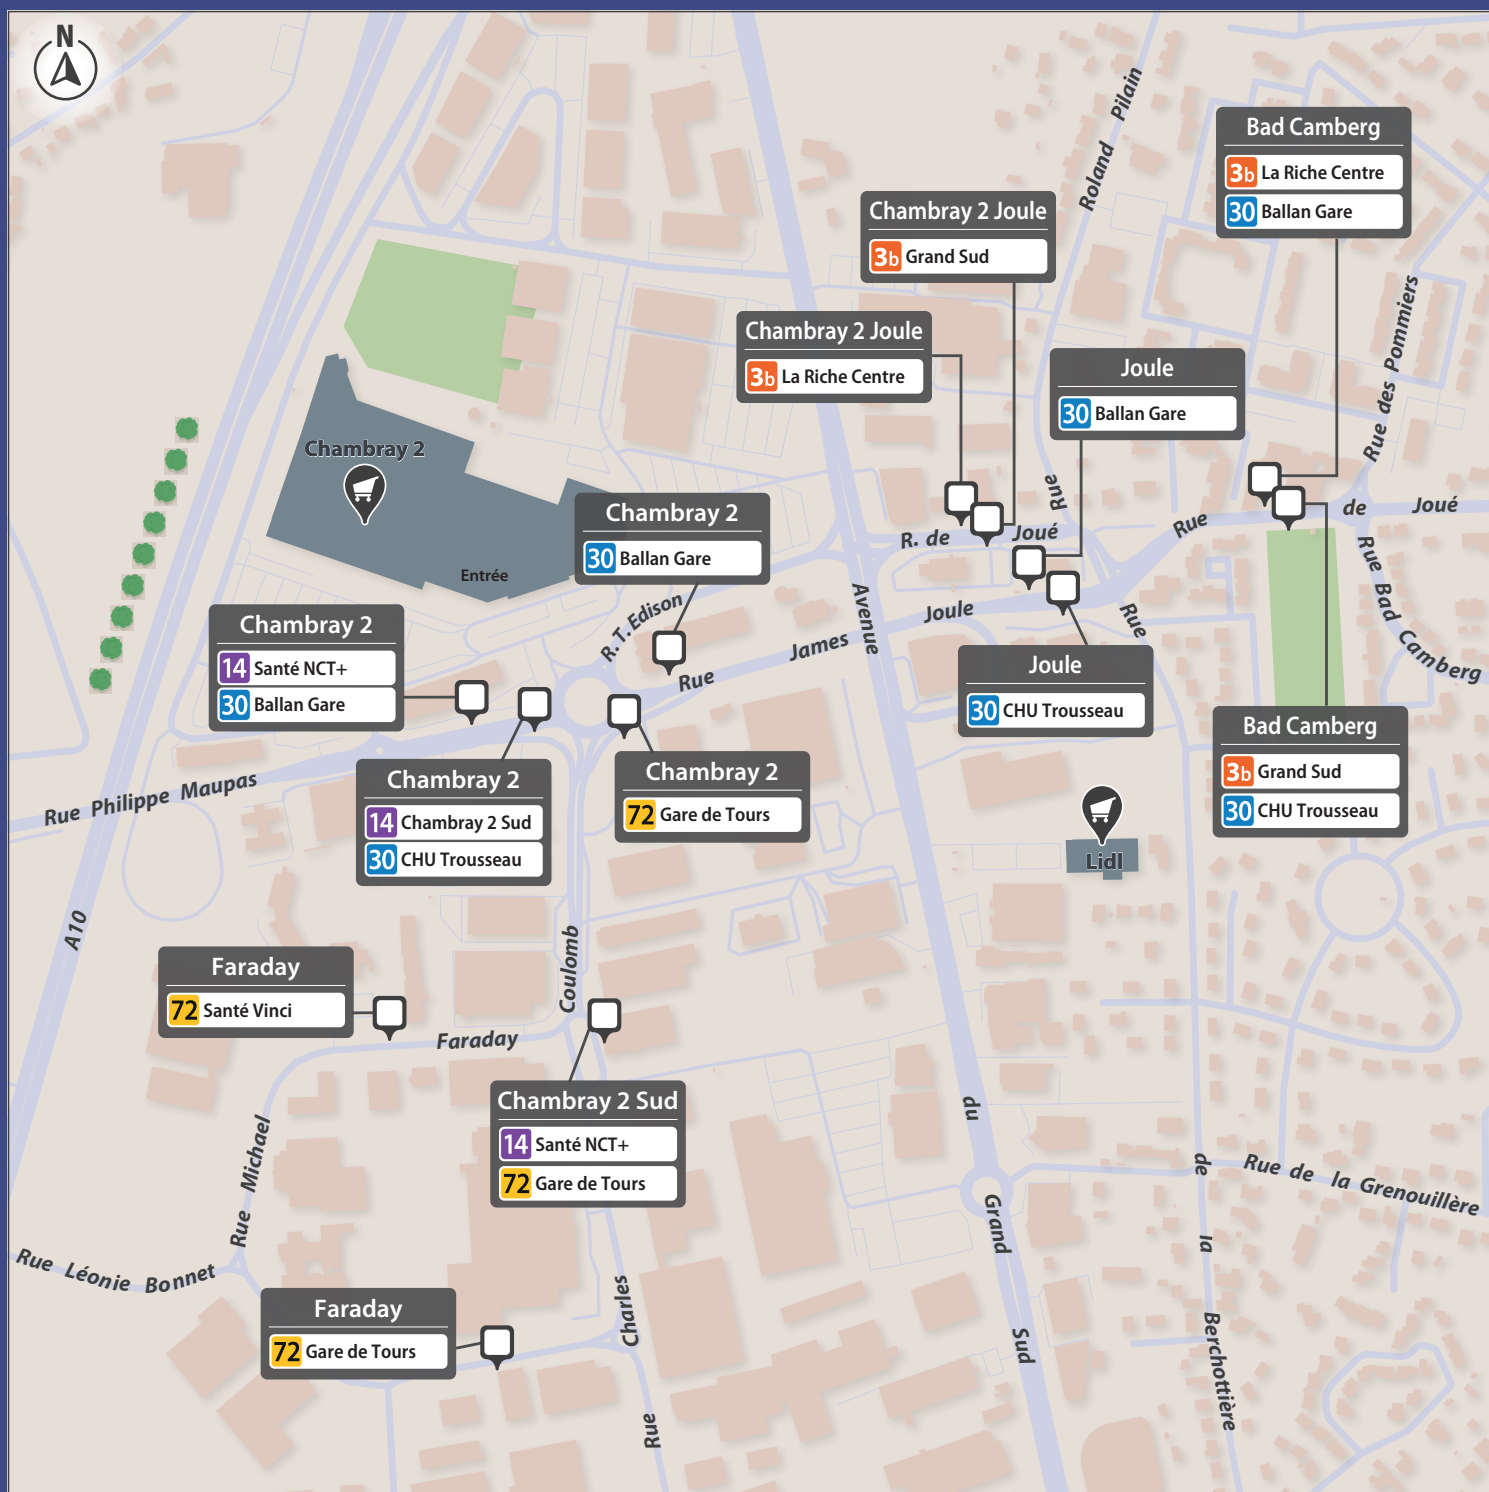 N
Roland Pilain
Bad Camberg
3b La Riche Centre
30 Ballan Gare
Chambray 2 Joule
3b Grand Sud
Chambray 2 Joule
3b La Riche Centre
Joule
30 Ballan Gare
Rue des Pommiers
Chambray 2
Entrée
Chambray 2
30 Ballan Gare
R. de Joué
Rue
Rue de Joué
Rue Bad Camberg
Avenue
R. T. Edison
Rue James Joule
Rue
Chambray 2
14 Santé NCT+
30 Ballan Gare
Joule
30 CHU Trousseau
Bad Camberg
3b Grand Sud
30 CHU Trousseau
Rue Philippe Maupas
Chambray 2
14 Chambray 2 Sud
30 CHU Trousseau
Chambray 2
72 Gare de Tours
Lidl
A10
Coulomb
Faraday
72 Santé Vinci
Faraday
Chambray 2 Sud
14 Santé NCT+
72 Gare de Tours
du
Grand
Sud
de
la
Berchottière
Rue de la Grenouillère
Rue Michael
Rue Léonie Bonnet
Faraday
72 Gare de Tours
Charles
Rue